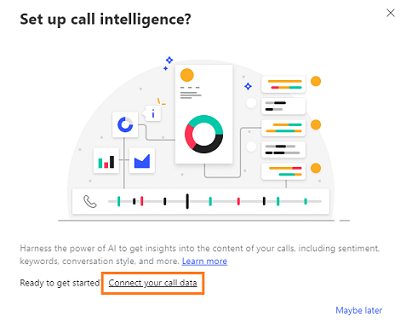 Set up call intelligence?
Harness the power of AI to get insights into the content of your calls, including sentiment,
keywords, conversation style, and more. Learn more
Ready to get started Connect your call data
Maybe later